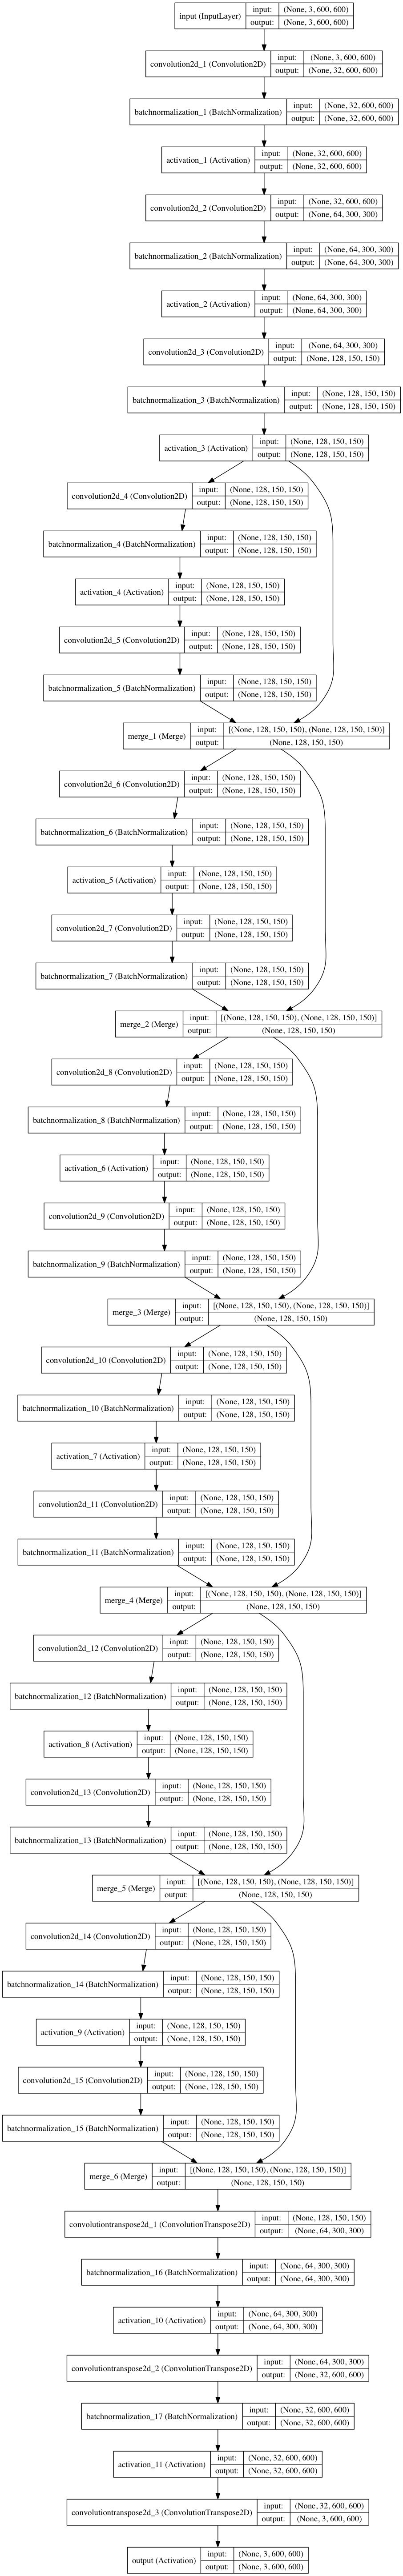 input (InputLayer) input: (None, 3, 600, 600)
output: (None, 3, 600, 600)
convolution2d_1 (Convolution2D) input: (None, 3, 600, 600)
output: (None, 32, 600, 600)
batchnormalization_1 (BatchNormalization) input: (None, 32, 600, 600)
output: (None, 32, 600, 600)
activation_1 (Activation) input: (None, 32, 600, 600)
output: (None, 32, 600, 600)
convolution2d_2 (Convolution2D) input: (None, 32, 600, 600)
output: (None, 64, 300, 300)
batchnormalization_2 (BatchNormalization) input: (None, 64, 300, 300)
output: (None, 64, 300, 300)
activation_2 (Activation) input: (None, 64, 300, 300)
output: (None, 64, 300, 300)
convolution2d_3 (Convolution2D) input: (None, 64, 300, 300)
output: (None, 128, 150, 150)
batchnormalization_3 (BatchNormalization) input: (None, 128, 150, 150)
output: (None, 128, 150, 150)
activation_3 (Activation) input: (None, 128, 150, 150)
output: (None, 128, 150, 150)
convolution2d_4 (Convolution2D) input: (None, 128, 150, 150)
output: (None, 128, 150, 150)
batchnormalization_4 (BatchNormalization) input: (None, 128, 150, 150)
output: (None, 128, 150, 150)
activation_4 (Activation) input: (None, 128, 150, 150)
output: (None, 128, 150, 150)
convolution2d_5 (Convolution2D) input: (None, 128, 150, 150)
output: (None, 128, 150, 150)
batchnormalization_5 (BatchNormalization) input: (None, 128, 150, 150)
output: (None, 128, 150, 150)
merge_1 (Merge) input: [(None, 128, 150, 150), (None, 128, 150, 150)]
output: (None, 128, 150, 150)
convolution2d_6 (Convolution2D) input: (None, 128, 150, 150)
output: (None, 128, 150, 150)
batchnormalization_6 (BatchNormalization) input: (None, 128, 150, 150)
output: (None, 128, 150, 150)
activation_5 (Activation) input: (None, 128, 150, 150)
output: (None, 128, 150, 150)
convolution2d_7 (Convolution2D) input: (None, 128, 150, 150)
output: (None, 128, 150, 150)
batchnormalization_7 (BatchNormalization) input: (None, 128, 150, 150)
output: (None, 128, 150, 150)
merge_2 (Merge) input: [(None, 128, 150, 150), (None, 128, 150, 150)]
output: (None, 128, 150, 150)
convolution2d_8 (Convolution2D) input: (None, 128, 150, 150)
output: (None, 128, 150, 150)
batchnormalization_8 (BatchNormalization) input: (None, 128, 150, 150)
output: (None, 128, 150, 150)
activation_6 (Activation) input: (None, 128, 150, 150)
output: (None, 128, 150, 150)
convolution2d_9 (Convolution2D) input: (None, 128, 150, 150)
output: (None, 128, 150, 150)
batchnormalization_9 (BatchNormalization) input: (None, 128, 150, 150)
output: (None, 128, 150, 150)
merge_3 (Merge) input: [(None, 128, 150, 150), (None, 128, 150, 150)]
output: (None, 128, 150, 150)
convolution2d_10 (Convolution2D) input: (None, 128, 150, 150)
output: (None, 128, 150, 150)
batchnormalization_10 (BatchNormalization) input: (None, 128, 150, 150)
output: (None, 128, 150, 150)
activation_7 (Activation) input: (None, 128, 150, 150)
output: (None, 128, 150, 150)
convolution2d_11 (Convolution2D) input: (None, 128, 150, 150)
output: (None, 128, 150, 150)
batchnormalization_11 (BatchNormalization) input: (None, 128, 150, 150)
output: (None, 128, 150, 150)
merge_4 (Merge) input: [(None, 128, 150, 150), (None, 128, 150, 150)]
output: (None, 128, 150, 150)
convolution2d_12 (Convolution2D) input: (None, 128, 150, 150)
output: (None, 128, 150, 150)
batchnormalization_12 (BatchNormalization) input: (None, 128, 150, 150)
output: (None, 128, 150, 150)
activation_8 (Activation) input: (None, 128, 150, 150)
output: (None, 128, 150, 150)
convolution2d_13 (Convolution2D) input: (None, 128, 150, 150)
output: (None, 128, 150, 150)
batchnormalization_13 (BatchNormalization) input: (None, 128, 150, 150)
output: (None, 128, 150, 150)
merge_5 (Merge) input: [(None, 128, 150, 150), (None, 128, 150, 150)]
output: (None, 128, 150, 150)
convolution2d_14 (Convolution2D) input: (None, 128, 150, 150)
output: (None, 128, 150, 150)
batchnormalization_14 (BatchNormalization) input: (None, 128, 150, 150)
output: (None, 128, 150, 150)
activation_9 (Activation) input: (None, 128, 150, 150)
output: (None, 128, 150, 150)
convolution2d_15 (Convolution2D) input: (None, 128, 150, 150)
output: (None, 128, 150, 150)
batchnormalization_15 (BatchNormalization) input: (None, 128, 150, 150)
output: (None, 128, 150, 150)
merge_6 (Merge) input: [(None, 128, 150, 150), (None, 128, 150, 150)]
output: (None, 128, 150, 150)
convolutiontranspose2d_1 (ConvolutionTranspose2D) input: (None, 128, 150, 150)
output: (None, 64, 300, 300)
batchnormalization_16 (BatchNormalization) input: (None, 64, 300, 300)
output: (None, 64, 300, 300)
activation_10 (Activation) input: (None, 64, 300, 300)
output: (None, 64, 300, 300)
convolutiontranspose2d_2 (ConvolutionTranspose2D) input: (None, 64, 300, 300)
output: (None, 32, 600, 600)
batchnormalization_17 (BatchNormalization) input: (None, 32, 600, 600)
output: (None, 32, 600, 600)
activation_11 (Activation) input: (None, 32, 600, 600)
output: (None, 32, 600, 600)
convolutiontranspose2d_3 (ConvolutionTranspose2D) input: (None, 32, 600, 600)
output: (None, 3, 600, 600)
output (Activation) input: (None, 3, 600, 600)
output: (None, 3, 600, 600)